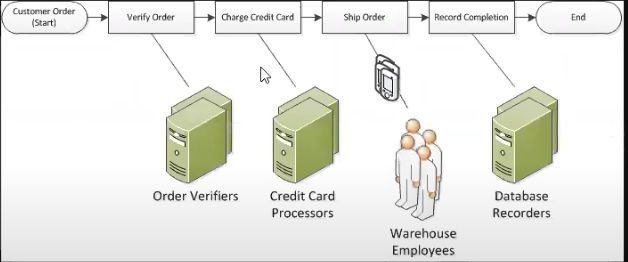 Customer Order
(Start)
Verify Order
Charge Credit Card
Ship Order
Record Completion
End
Order Verifiers
Credit Card
Processors
Warehouse
Employees
Database
Recorders